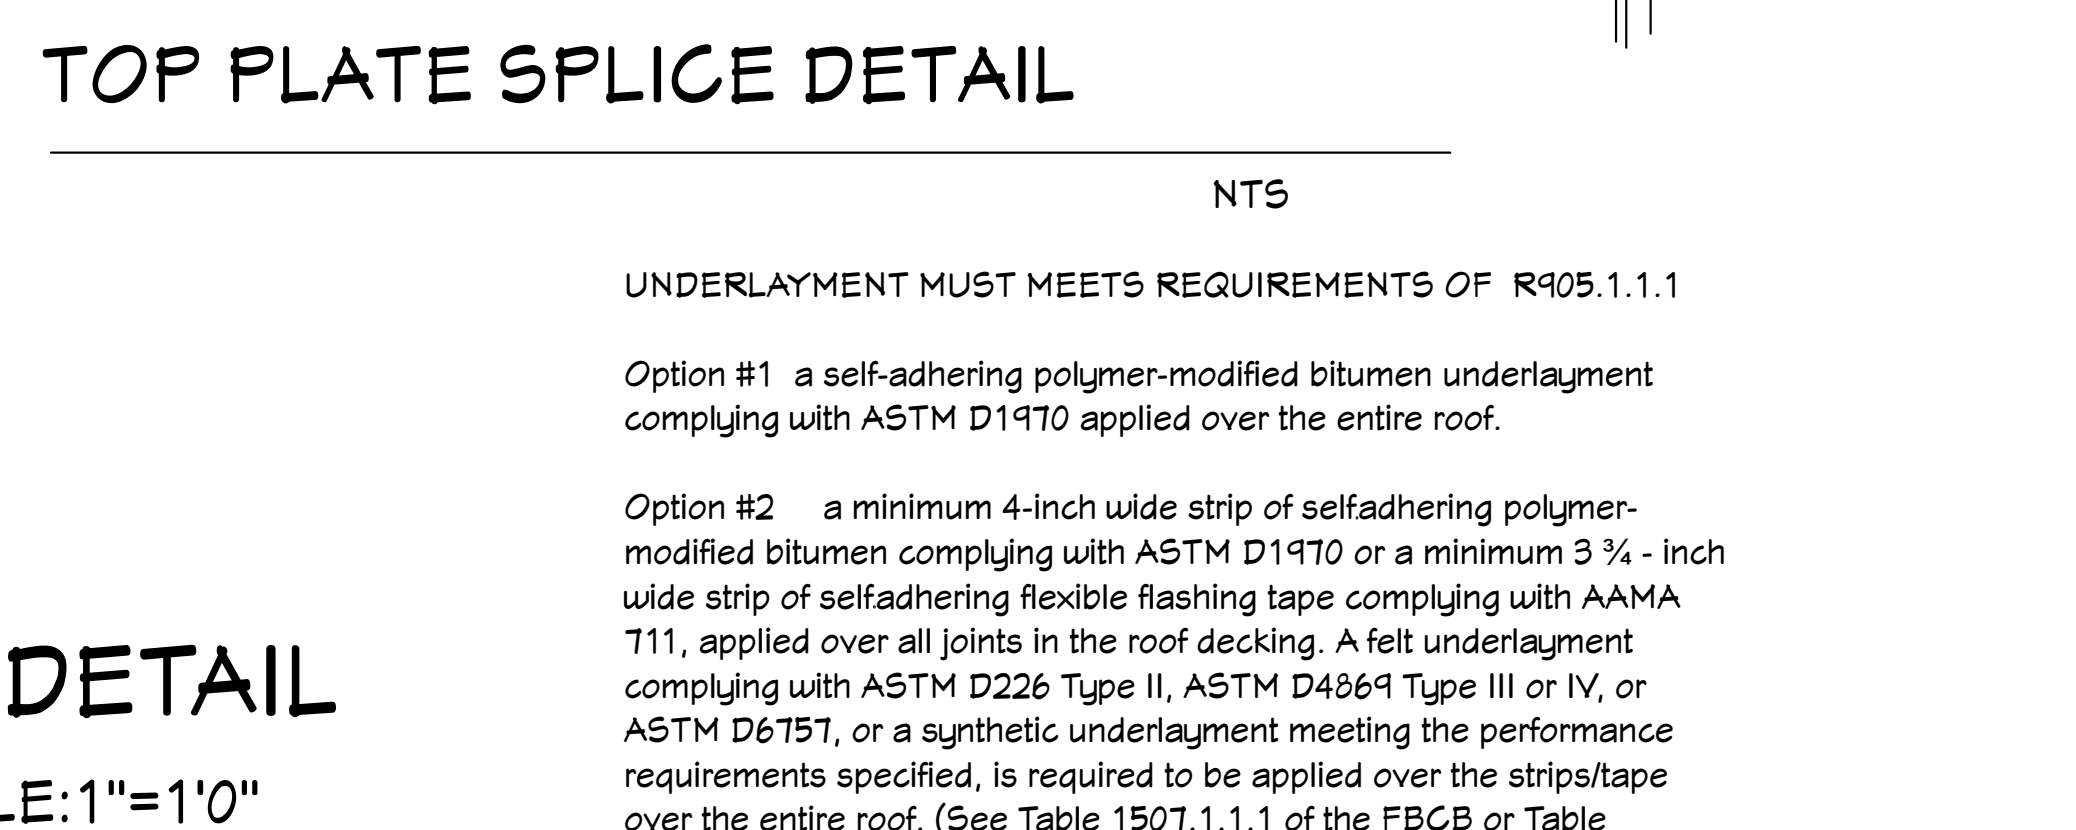 TOP PLATE SPLICE DETAIL
NTS
UNDERLAYMENT MUST MEETS REQUIREMENTS OF R905.1.1.1
Option #1 a self-adhering polymer-modified bitumen underlayment
complying with ASTM D1970 applied over the entire roof.
Option #2 a minimum 4-inch wide strip of self.adhering polymer-
modified bitumen complying with ASTM D1970 or a minimum 3 ¾ - inch
wide strip of self.adhering flexible flashing tape complying with AAMA
711, applied over all joints in the roof decking. A felt underlayment
complying with ASTM D226 Type II, ASTM D4869 Type III or IV, or
ASTM D6757, or a synthetic underlayment meeting the performance
requirements specified, is required to be applied over the strips/tape
over the entire roof. (See Table 1507.1.1.1 of the FBCB or Table
DETAIL
LE:1"=1'0"